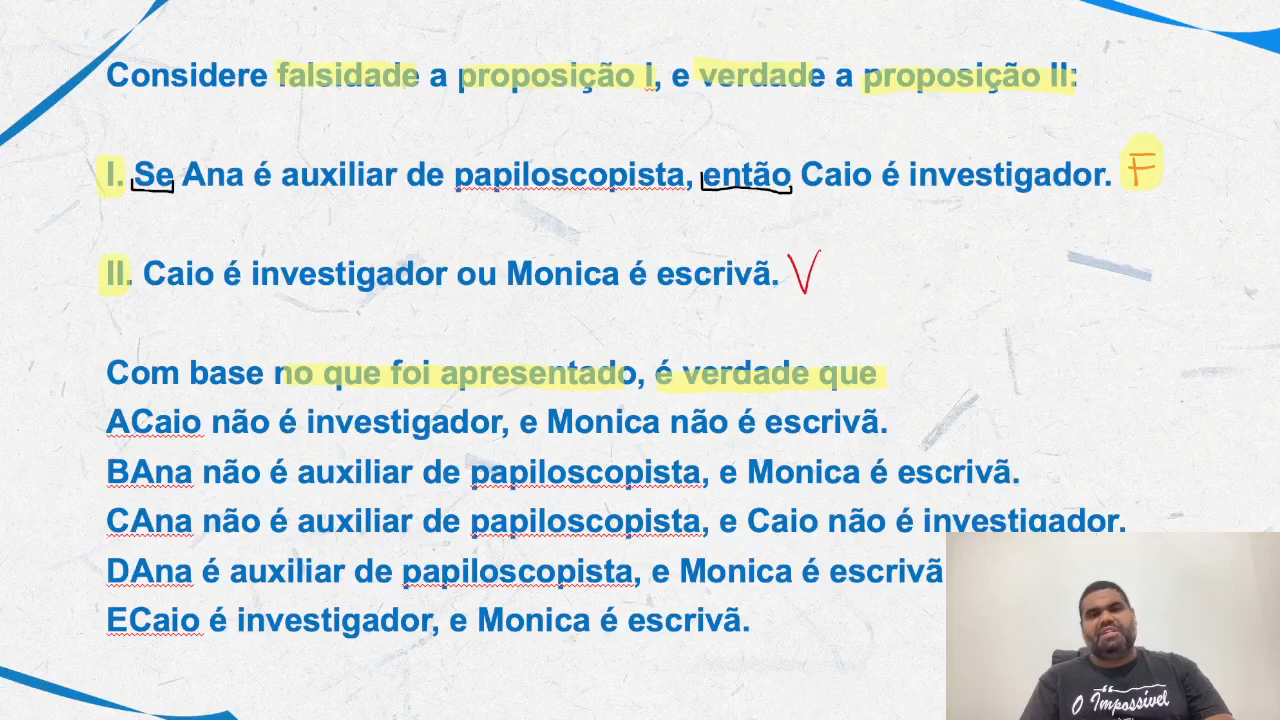 Considere falsidade a proposição I, e verdade a proposição II:
I. Se Ana é auxiliar de papiloscopista, então Caio é investigador. F
II. Caio é investigador ou Monica é escrivã. V
Com base no que foi apresentado, é verdade que
ACaio não é investigador, e Monica não é escrivã.
BAna não é auxiliar de papiloscopista, e Monica é escrivã.
CAna não é auxiliar de papiloscopista, e Caio não é investigador.
DAna é auxiliar de papiloscopista, e Monica é escrivã
ECaio é investigador, e Monica é escrivã.
O Impossível